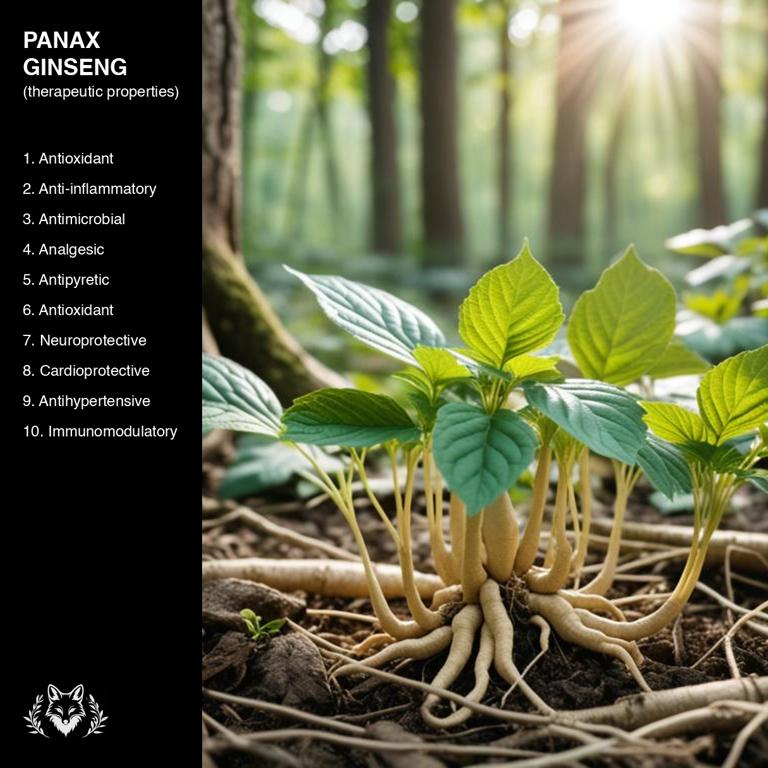 PANAX
GINSENG
(therapeutic properties)
1. Antioxidant
2. Anti-inflammatory
3. Antimicrobial
4. Analgesic
5. Antipyretic
6. Antioxidant
7. Neuroprotective
8. Cardioprotective
9. Antihypertensive
10. Immunomodulatory